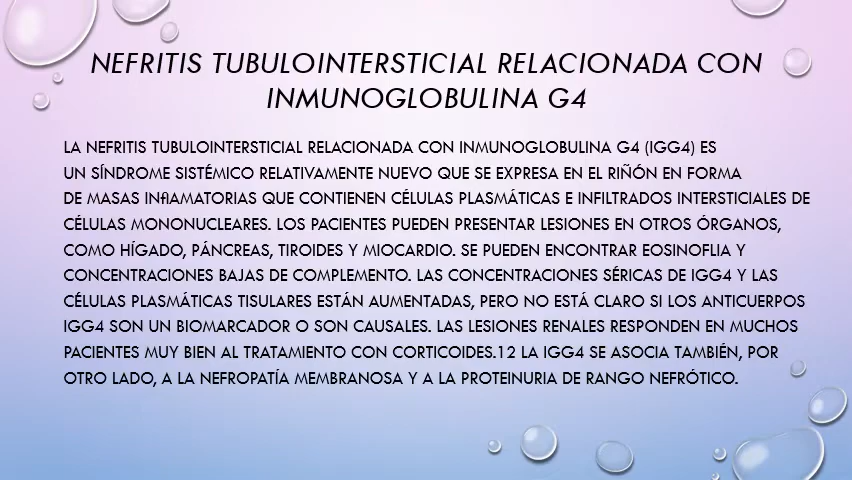 NEFRITIS TUBULOINTERSTICIAL RELACIONADA CON
INMUNOGLOBULINA G4
LA NEFRITIS TUBULOINTERSTICIAL RELACIONADA CON INMUNOGLOBULINA G4 (IGG4) ES
UN SÍNDROME SISTÉMICO RELATIVAMENTE NUEVO QUE SE EXPRESA EN EL RIÑÓN EN FORMA
DE MASAS INflAMATORIAS QUE CONTIENEN CÉLULAS PLASMÁTICAS E INFILTRADOS INTERSTICIALES DE
CÉLULAS MONONUCLEARES. LOS PACIENTES PUEDEN PRESENTAR LESIONES EN OTROS ÓRGANOS,
COMO HÍGADO, PÁNCREAS, TIROIDES Y MIOCARDIO. SE PUEDEN ENCONTRAR EOSINOFLIA Y
CONCENTRACIONES BAJAS DE COMPLEMENTO. LAS CONCENTRACIONES SÉRICAS DE IGG4 Y LAS
CÉLULAS PLASMÁTICAS TISULARES ESTÁN AUMENTADAS, PERO NO ESTÁ CLARO SI LOS ANTICUERPOS
IGG4 SON UN BIOMARCADOR O SON CAUSALES. LAS LESIONES RENALES RESPONDEN EN MUCHOS
PACIENTES MUY BIEN AL TRATAMIENTO CON CORTICOIDES.12 LA IGG4 SE ASOCIA TAMBIÉN, POR
OTRO LADO, A LA NEFROPATÍA MEMBRANOSA Y A LA PROTEINURIA DE RANGO NEFRÓTICO.